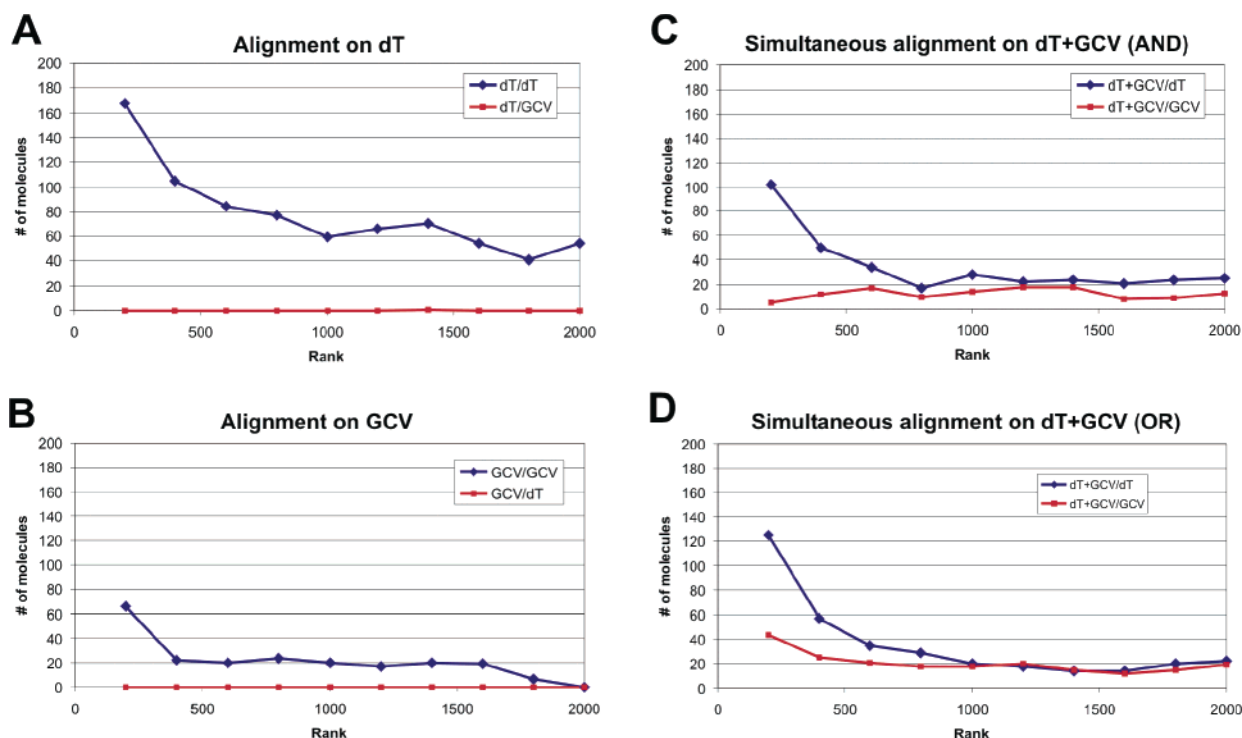 A
Alignment on dT
200
180
160
140
120
100
80
60
40
20
0
# of molecules
dT/dT
dT/GCV
0 500 1000 1500 2000
Rank
B
Alignment on GCV
200
180
160
140
120
100
80
60
40
20
0
# of molecules
GCV/GCV
GCV/dT
0 500 1000 1500 2000
Rank
C
Simultaneous alignment on dT+GCV (AND)
200
180
160
140
120
100
80
60
40
20
0
# of molecules
dT+GCV/dT
dT+GCV/GCV
0 500 1000 1500 2000
Rank
D
Simultaneous alignment on dT+GCV (OR)
200
180
160
140
120
100
80
60
40
20
0
# of molecules
dT+GCV/dT
dT+GCV/GCV
0 500 1000 1500 2000
Rank